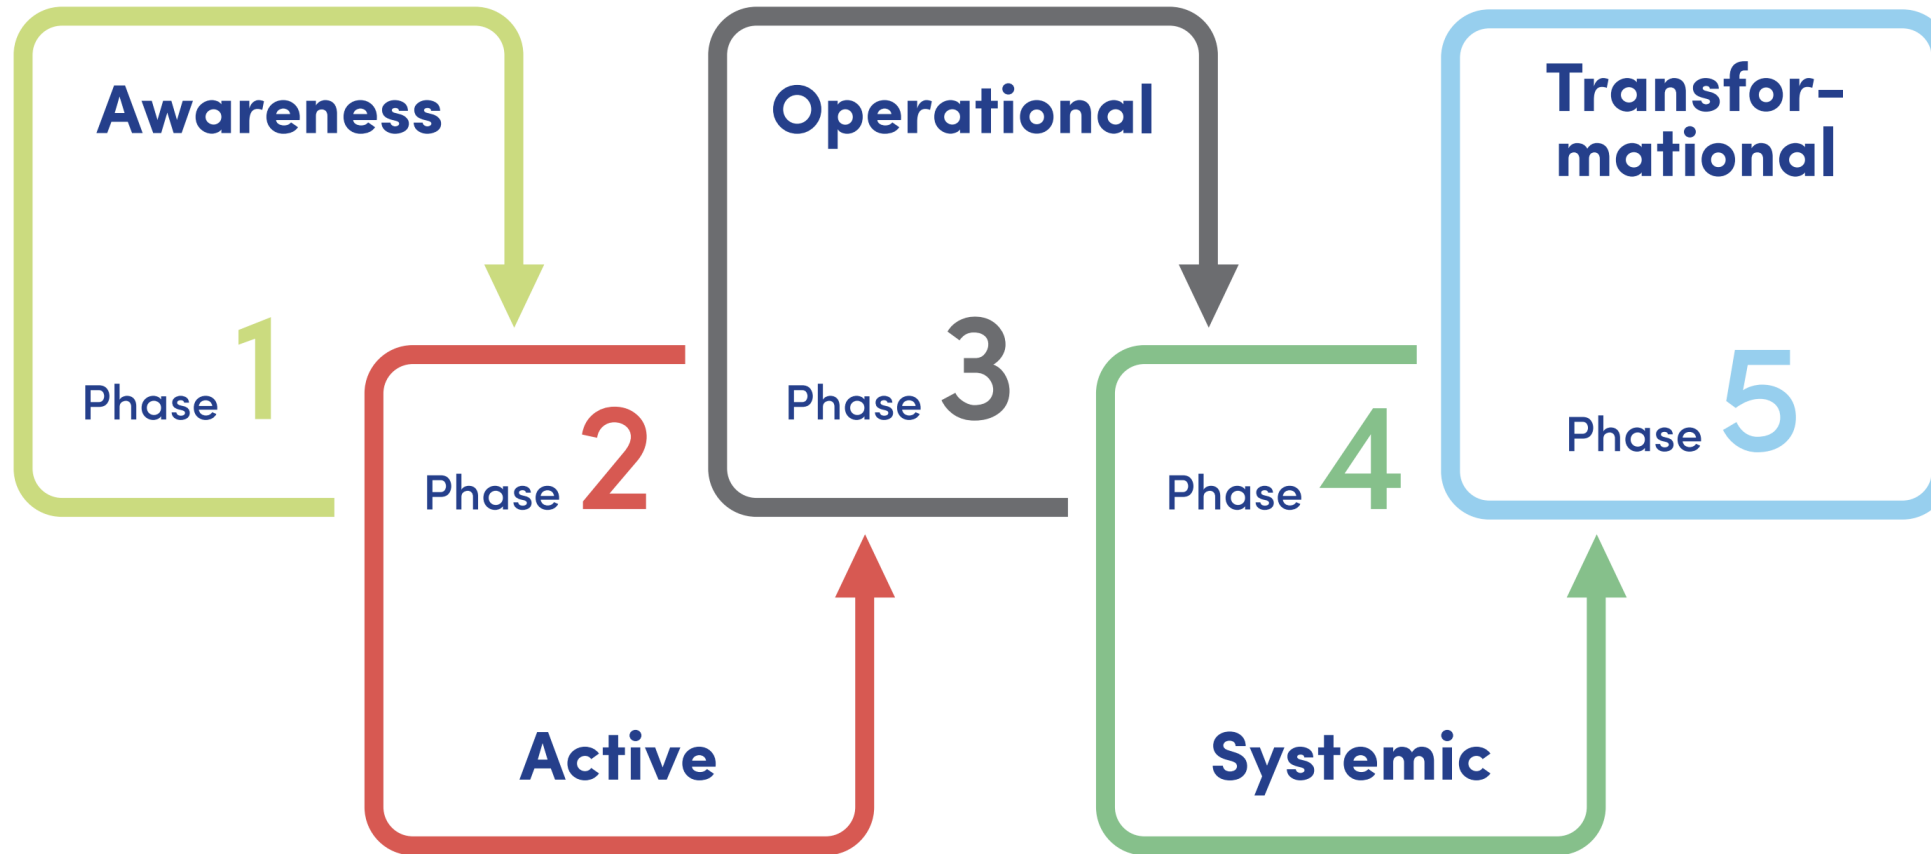 Awareness
Phase 1
Phase 2
Active
Operational
Phase 3
Phase 4
Systemic
Transfor-
mational
Phase 5